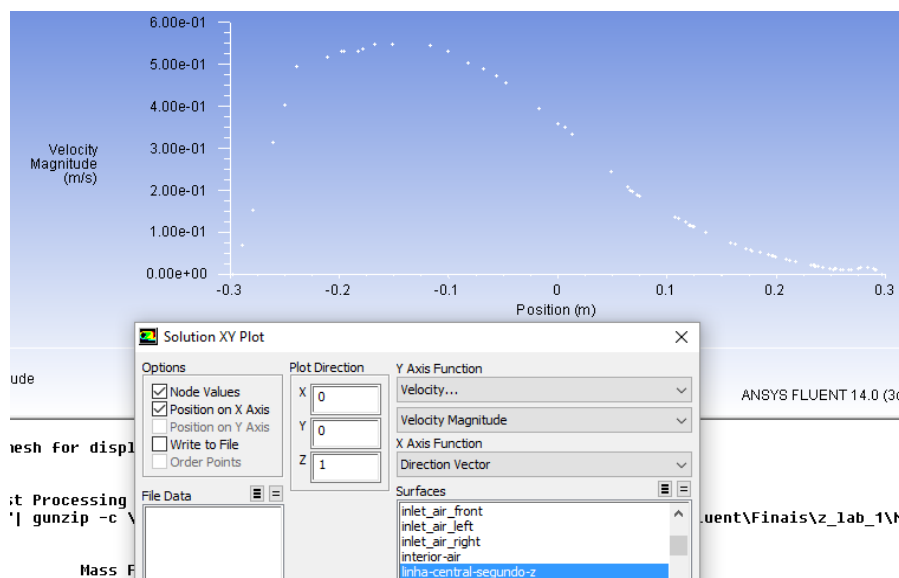 6.00e-01
5.00e-01
4.00e-01
3.00e-01
2.00e-01
1.00e-01
0.00e+00
Velocity
Magnitude
(m/s)
-0.3
-0.2
-0.1
0
0.1
0.2
0.3
Position (m)
ude
ANSYS FLUENT 14.0 (3d
Solution XY Plot
Options
Node Values
Position on X Axis
Position on Y Axis
Write to File
Order Points
File Data
Plot Direction
X 0
Y 0
Z 1
Y Axis Function
Velocity...
Velocity Magnitude
X Axis Function
Direction Vector
Surfaces
inlet_air_front
inlet_air_left
inlet_air_right
interior-air
linha-central-segundo-z
mesh for displ
st Processing
"| gunzip -c \
.uent\Finais\z_lab_1\
Mass F